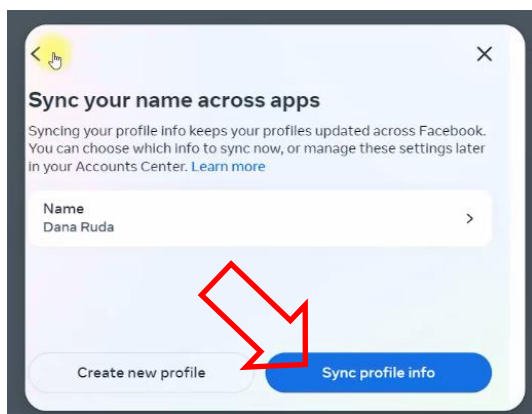 Sync your name across apps
Syncing your profile info keeps your profiles updated across Facebook.
You can choose which info to sync now, or manage these settings later
in your Accounts Center. Learn more
Name
Dana Ruda
Create new profile
Sync profile info